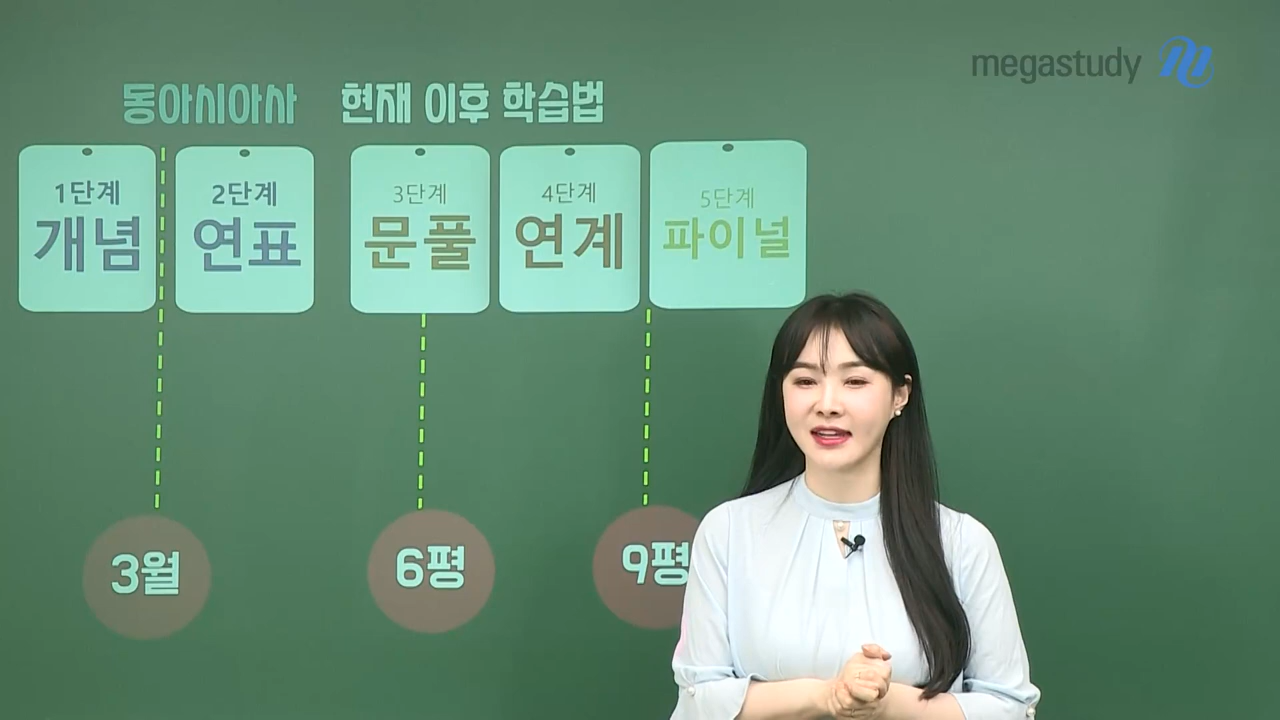 megastudy
동아시아사 현재 이후 학습법
1단계
개념
2단계
연표
3단계
문풀
4단계
연계
5단계
파이널
3월
6평
9평